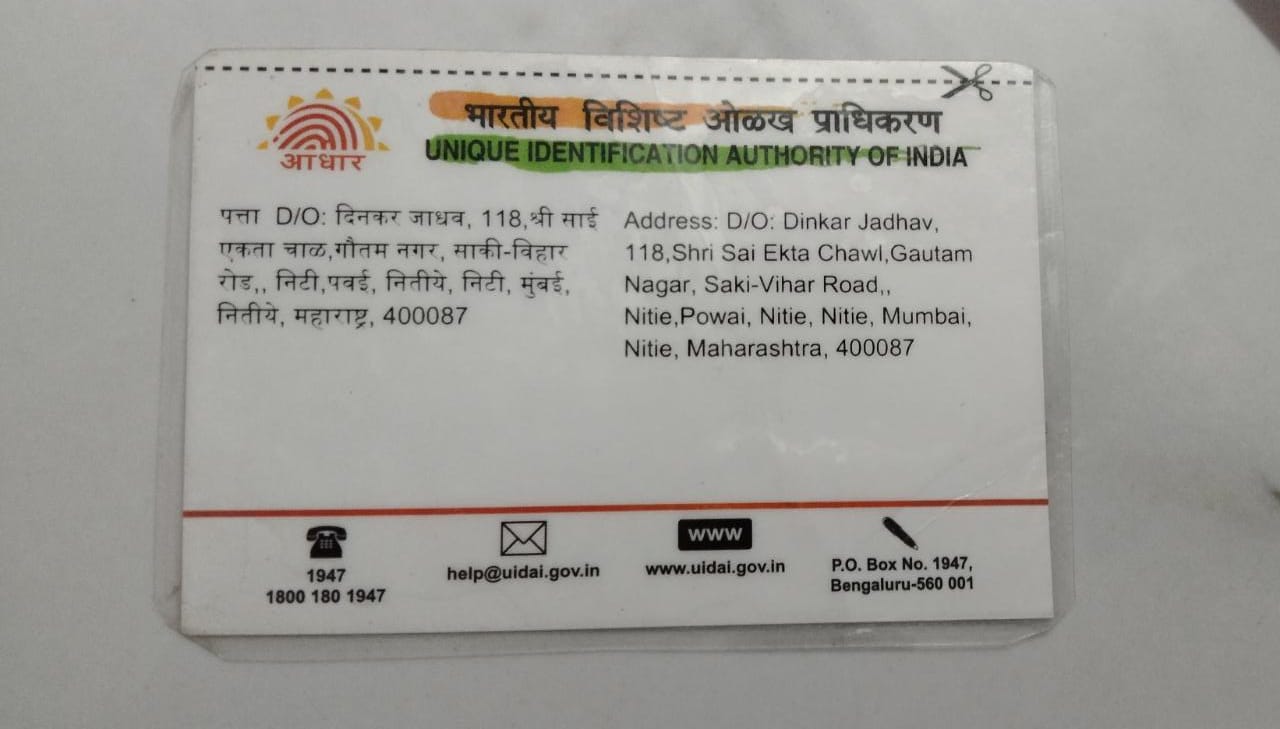 आधार
भारतीय विशिष्ट ओळख प्राधिकरण
UNIQUE IDENTIFICATION AUTHORITY OF INDIA
पत्ता D/O: दिनकर जाधव, 118,श्री साई
एकता चाळ,गौतम नगर, साकी-विहार
रोड,, निटी,पवई, नितीये, निटी, मुंबई,
नितीये, महाराष्ट्र, 400087
Address: D/O: Dinkar Jadhav,
118,Shri Sai Ekta Chawl,Gautam
Nagar, Saki-Vihar Road,,
Nitie,Powai, Nitie, Nitie, Mumbai,
Nitie, Maharashtra, 400087
1947
1800 180 1947
help@uidai.gov.in
www
www.uidai.gov.in
P.O. Box No. 1947,
Bengaluru-560 001